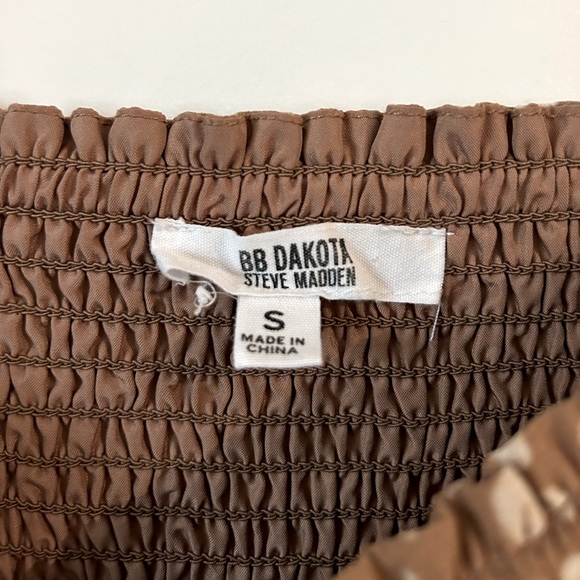 BB DAKOTA
STEVE MADDEN
S
MADE IN
CHINA